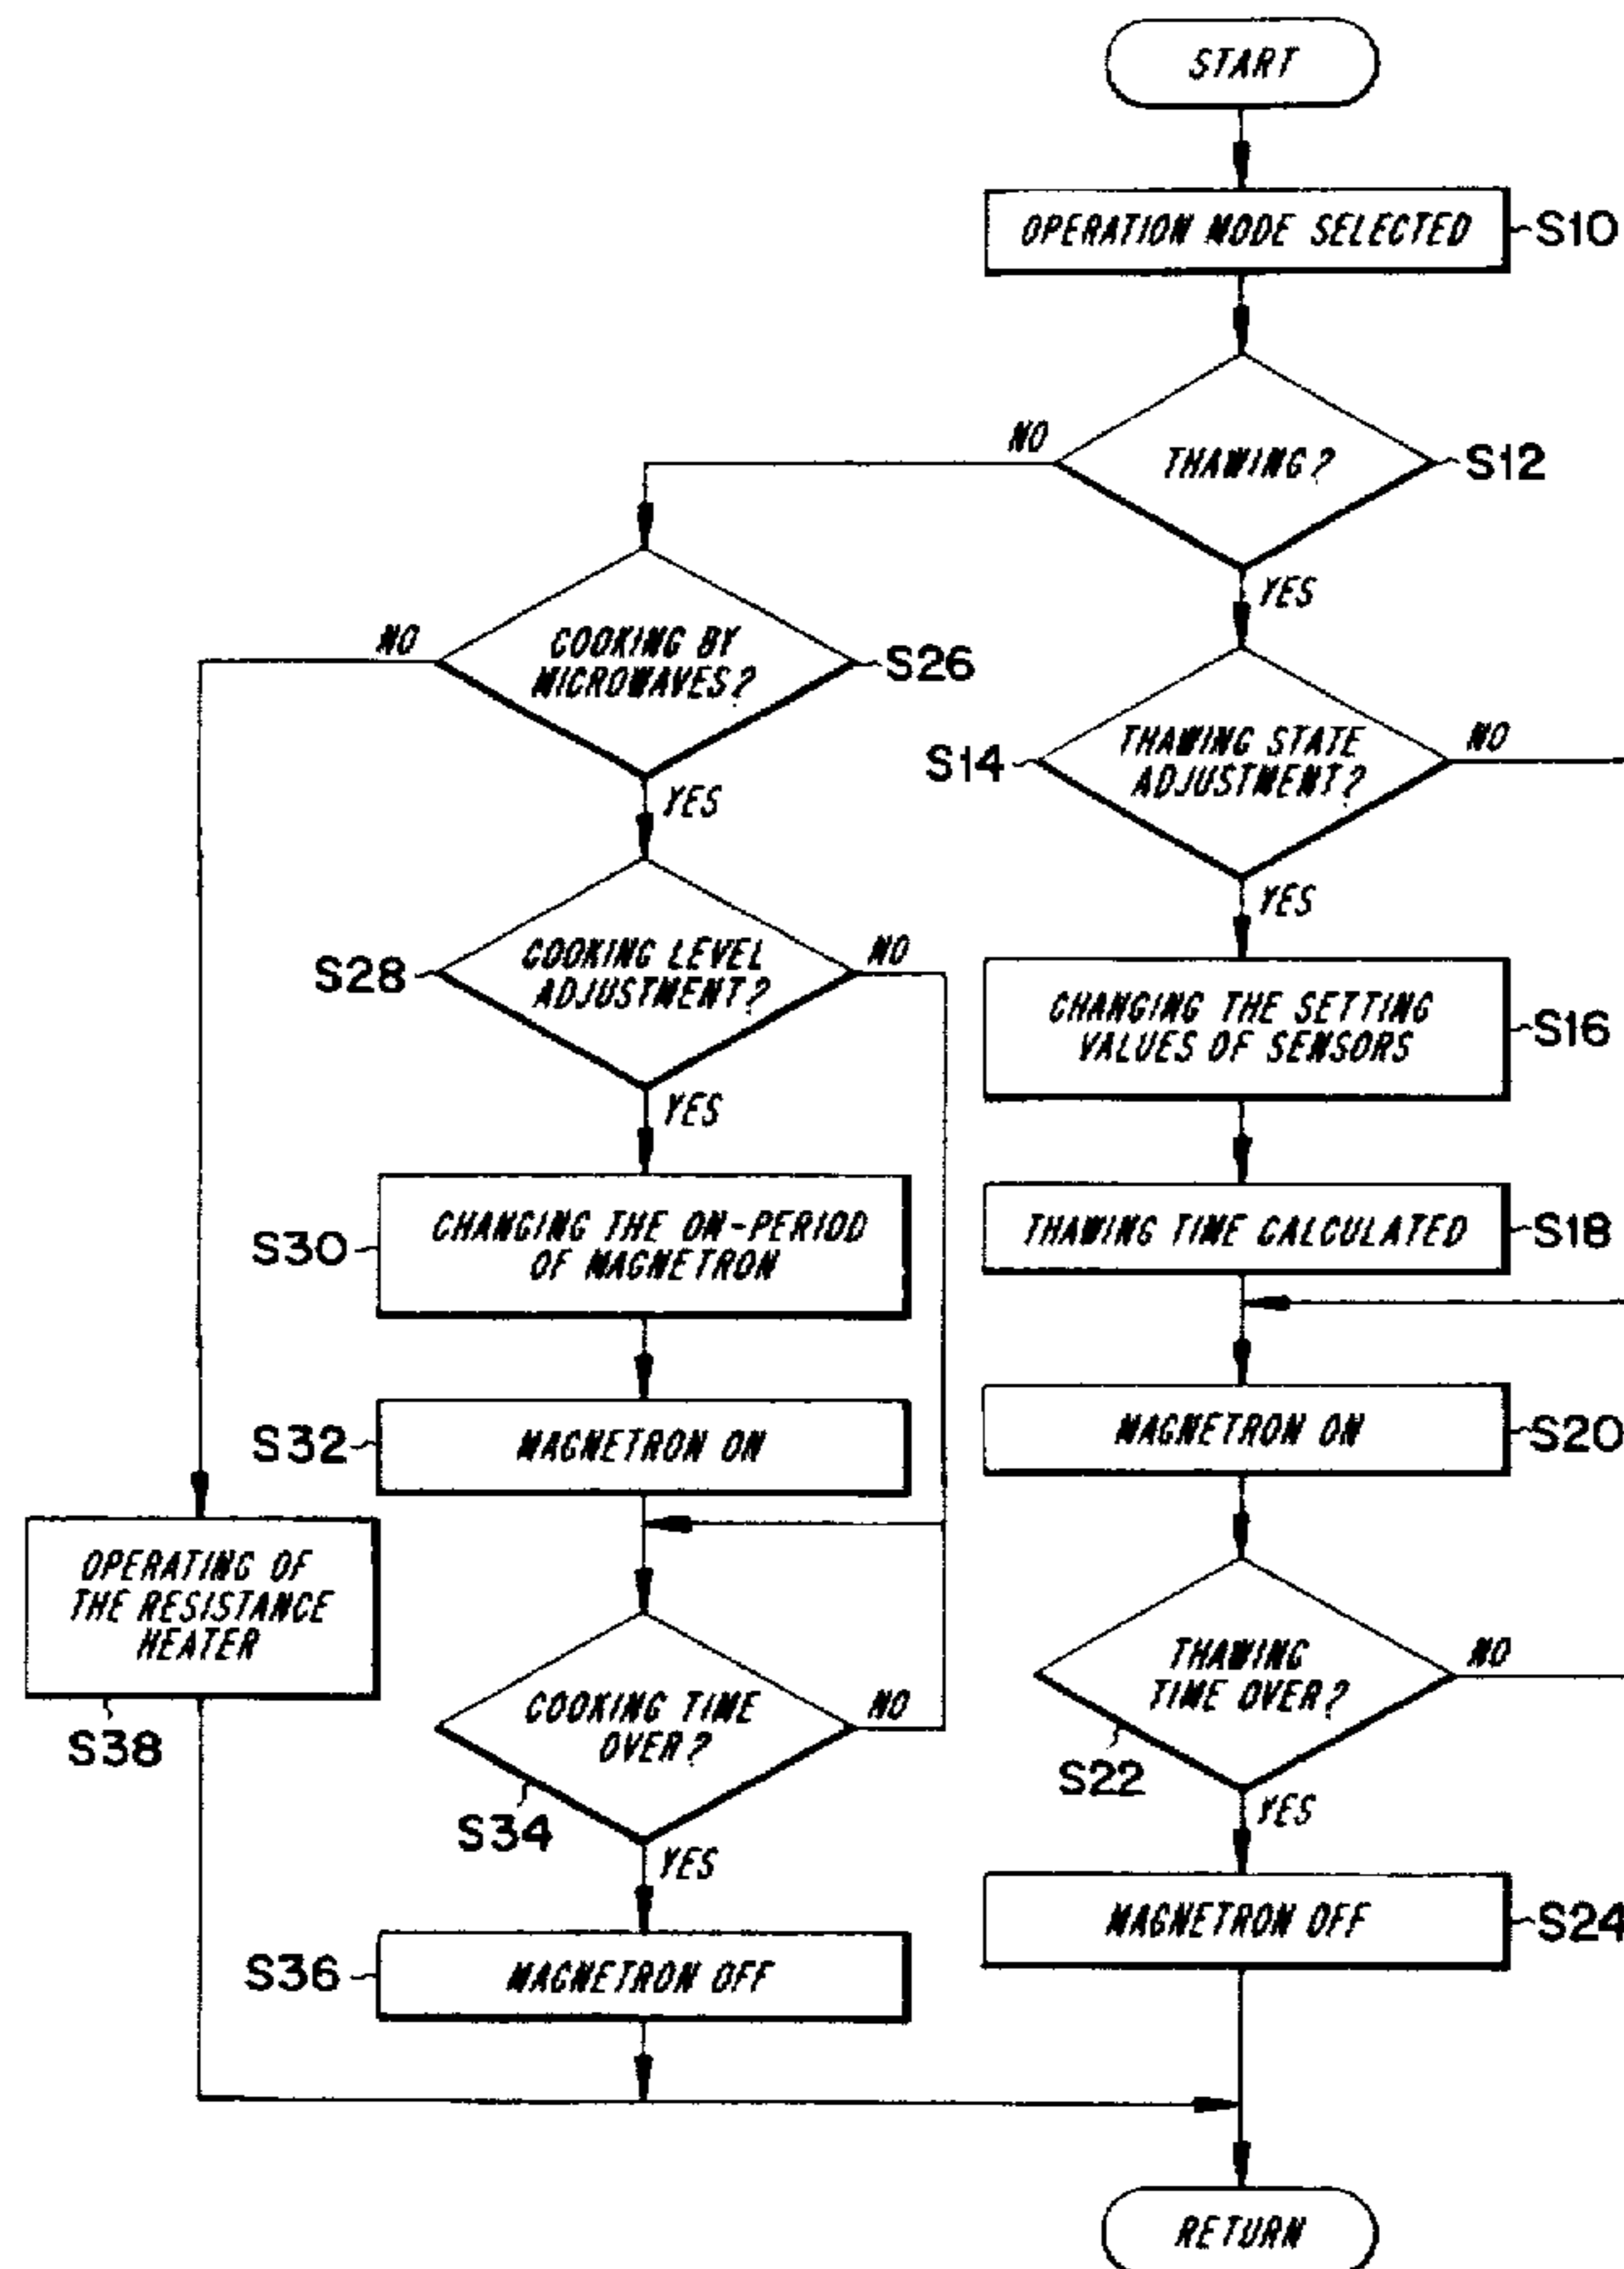 START
OPERATION MODE SELECTED
S10
NO
THAWING?
S12
YES
NO
COOKING BY
MICROWAVES?
S26
YES
S14
THAWING STATE
ADJUSTMENT?
NO
YES
S28
COOKING LEVEL
ADJUSTMENT?
NO
YES
CHANGING THE SETTING
VALUES OF SENSORS
S16
S30
CHANGING THE ON-PERIOD
OF MAGNETRON
THAWING TIME CALCULATED
S18
S32
MAGNETRON ON
MAGNETRON ON
S20
OPERATING OF
THE RESISTANCE
HEATER
S38
COOKING TIME
OVER?
NO
S34
YES
THAWING
TIME OVER?
NO
S22
YES
S36
MAGNETRON OFF
MAGNETRON OFF
S24
RETURN